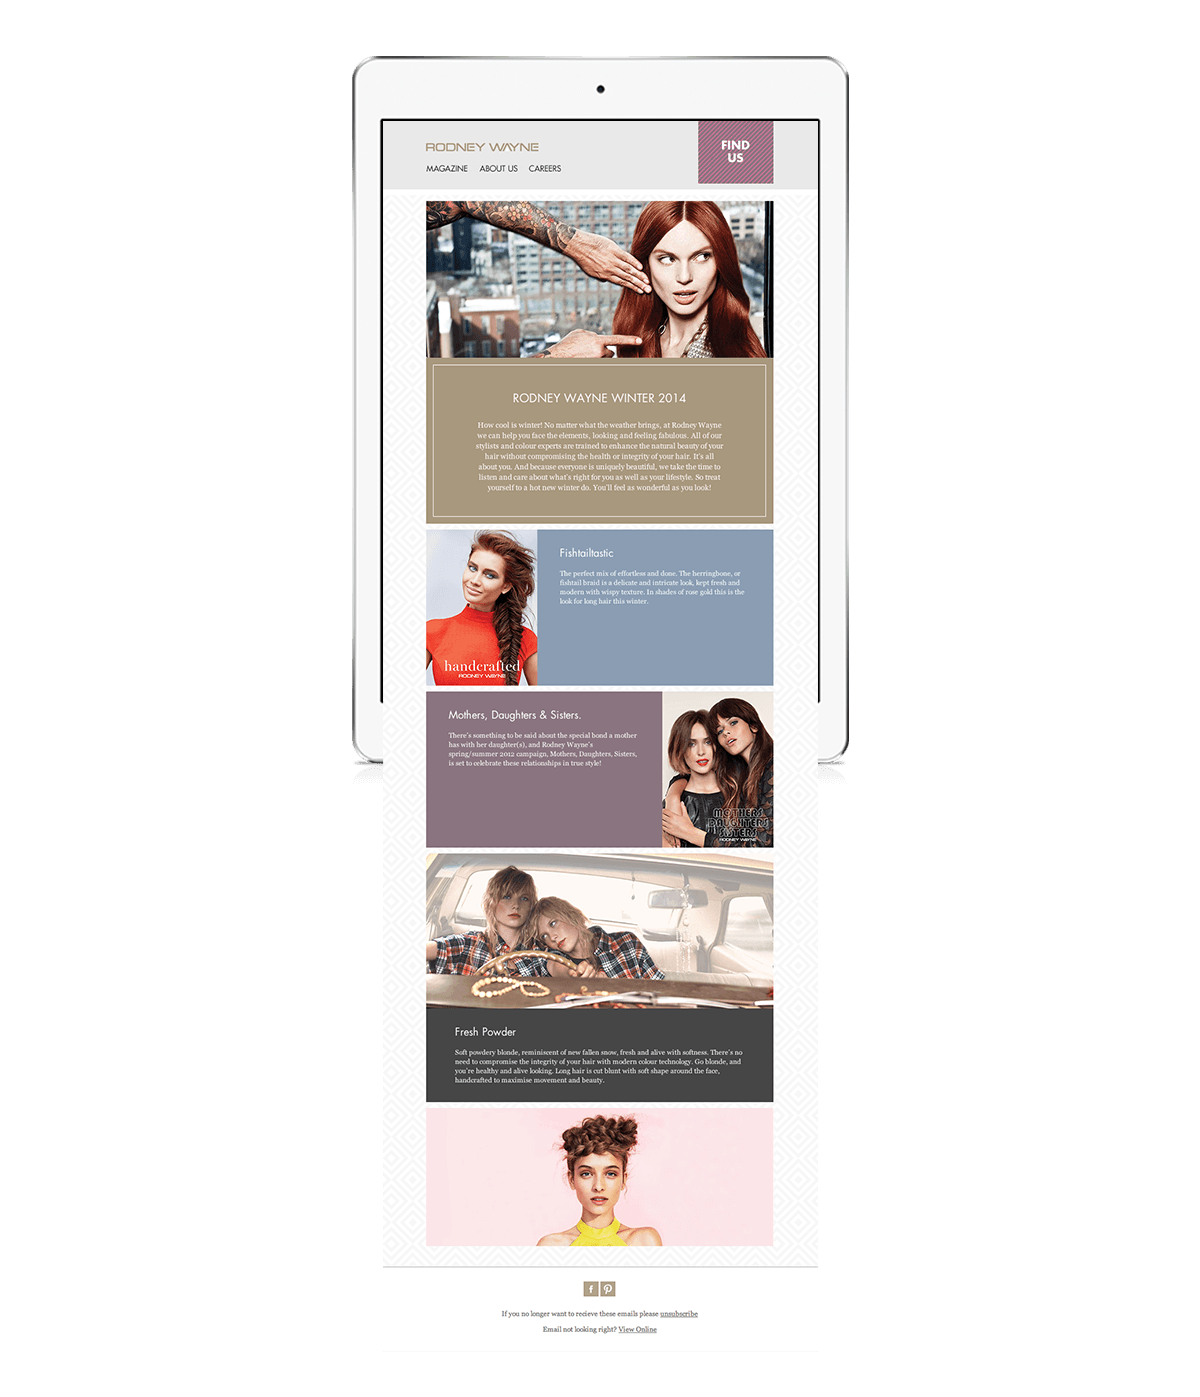 RODNEY WAYNE
MAGAZINE ABOUT US CAREERS
FIND
US
RODNEY WAYNE WINTER 2014
How cool is winter! No matter what the weather brings, at Rodney Wayne
we can help you face the elements, looking and feeling fabulous. All of our
stylists and colour experts are trained to enhance the natural beauty of your
hair without compromising the health or integrity of your hair. It's all
about you. And because everyone is uniquely beautiful, we take the time to
listen and care about what's right for you as well as your lifestyle. So treat
yourself to a hot new winter do. You'll feel as wonderful as you look!
handcrafted
RODNEY WAYNE
Fishtailtastic
The perfect mix of effortless and done. The herringbone, or
fishtail braid is a delicate and intricate look, kept fresh and
modern with wispy texture. In shades of rose gold this is the
look for long hair this winter.
Mothers, Daughters & Sisters.
There's something to be said about the special bond a mother
has with her daughter(s), and Rodney Wayne's
spring/summer 2012 campaign, Mothers, Daughters, Sisters,
is set to celebrate these relationships in true style!
MOTHERS
DAUGHTERS
SISTERS
RODNEY WAYNE
Fresh Powder
Soft powdery blonde, reminiscent of new fallen snow, fresh and alive with softness. There's no
need to compromise the integrity of your hair with modern colour technology. Go blonde, and
you're healthy and alive looking. Long hair is cut blunt with soft shape around the face,
handcrafted to maximise movement and beauty.
If you no longer want to recieve these emails please unsubscribe
Email not looking right? View Online